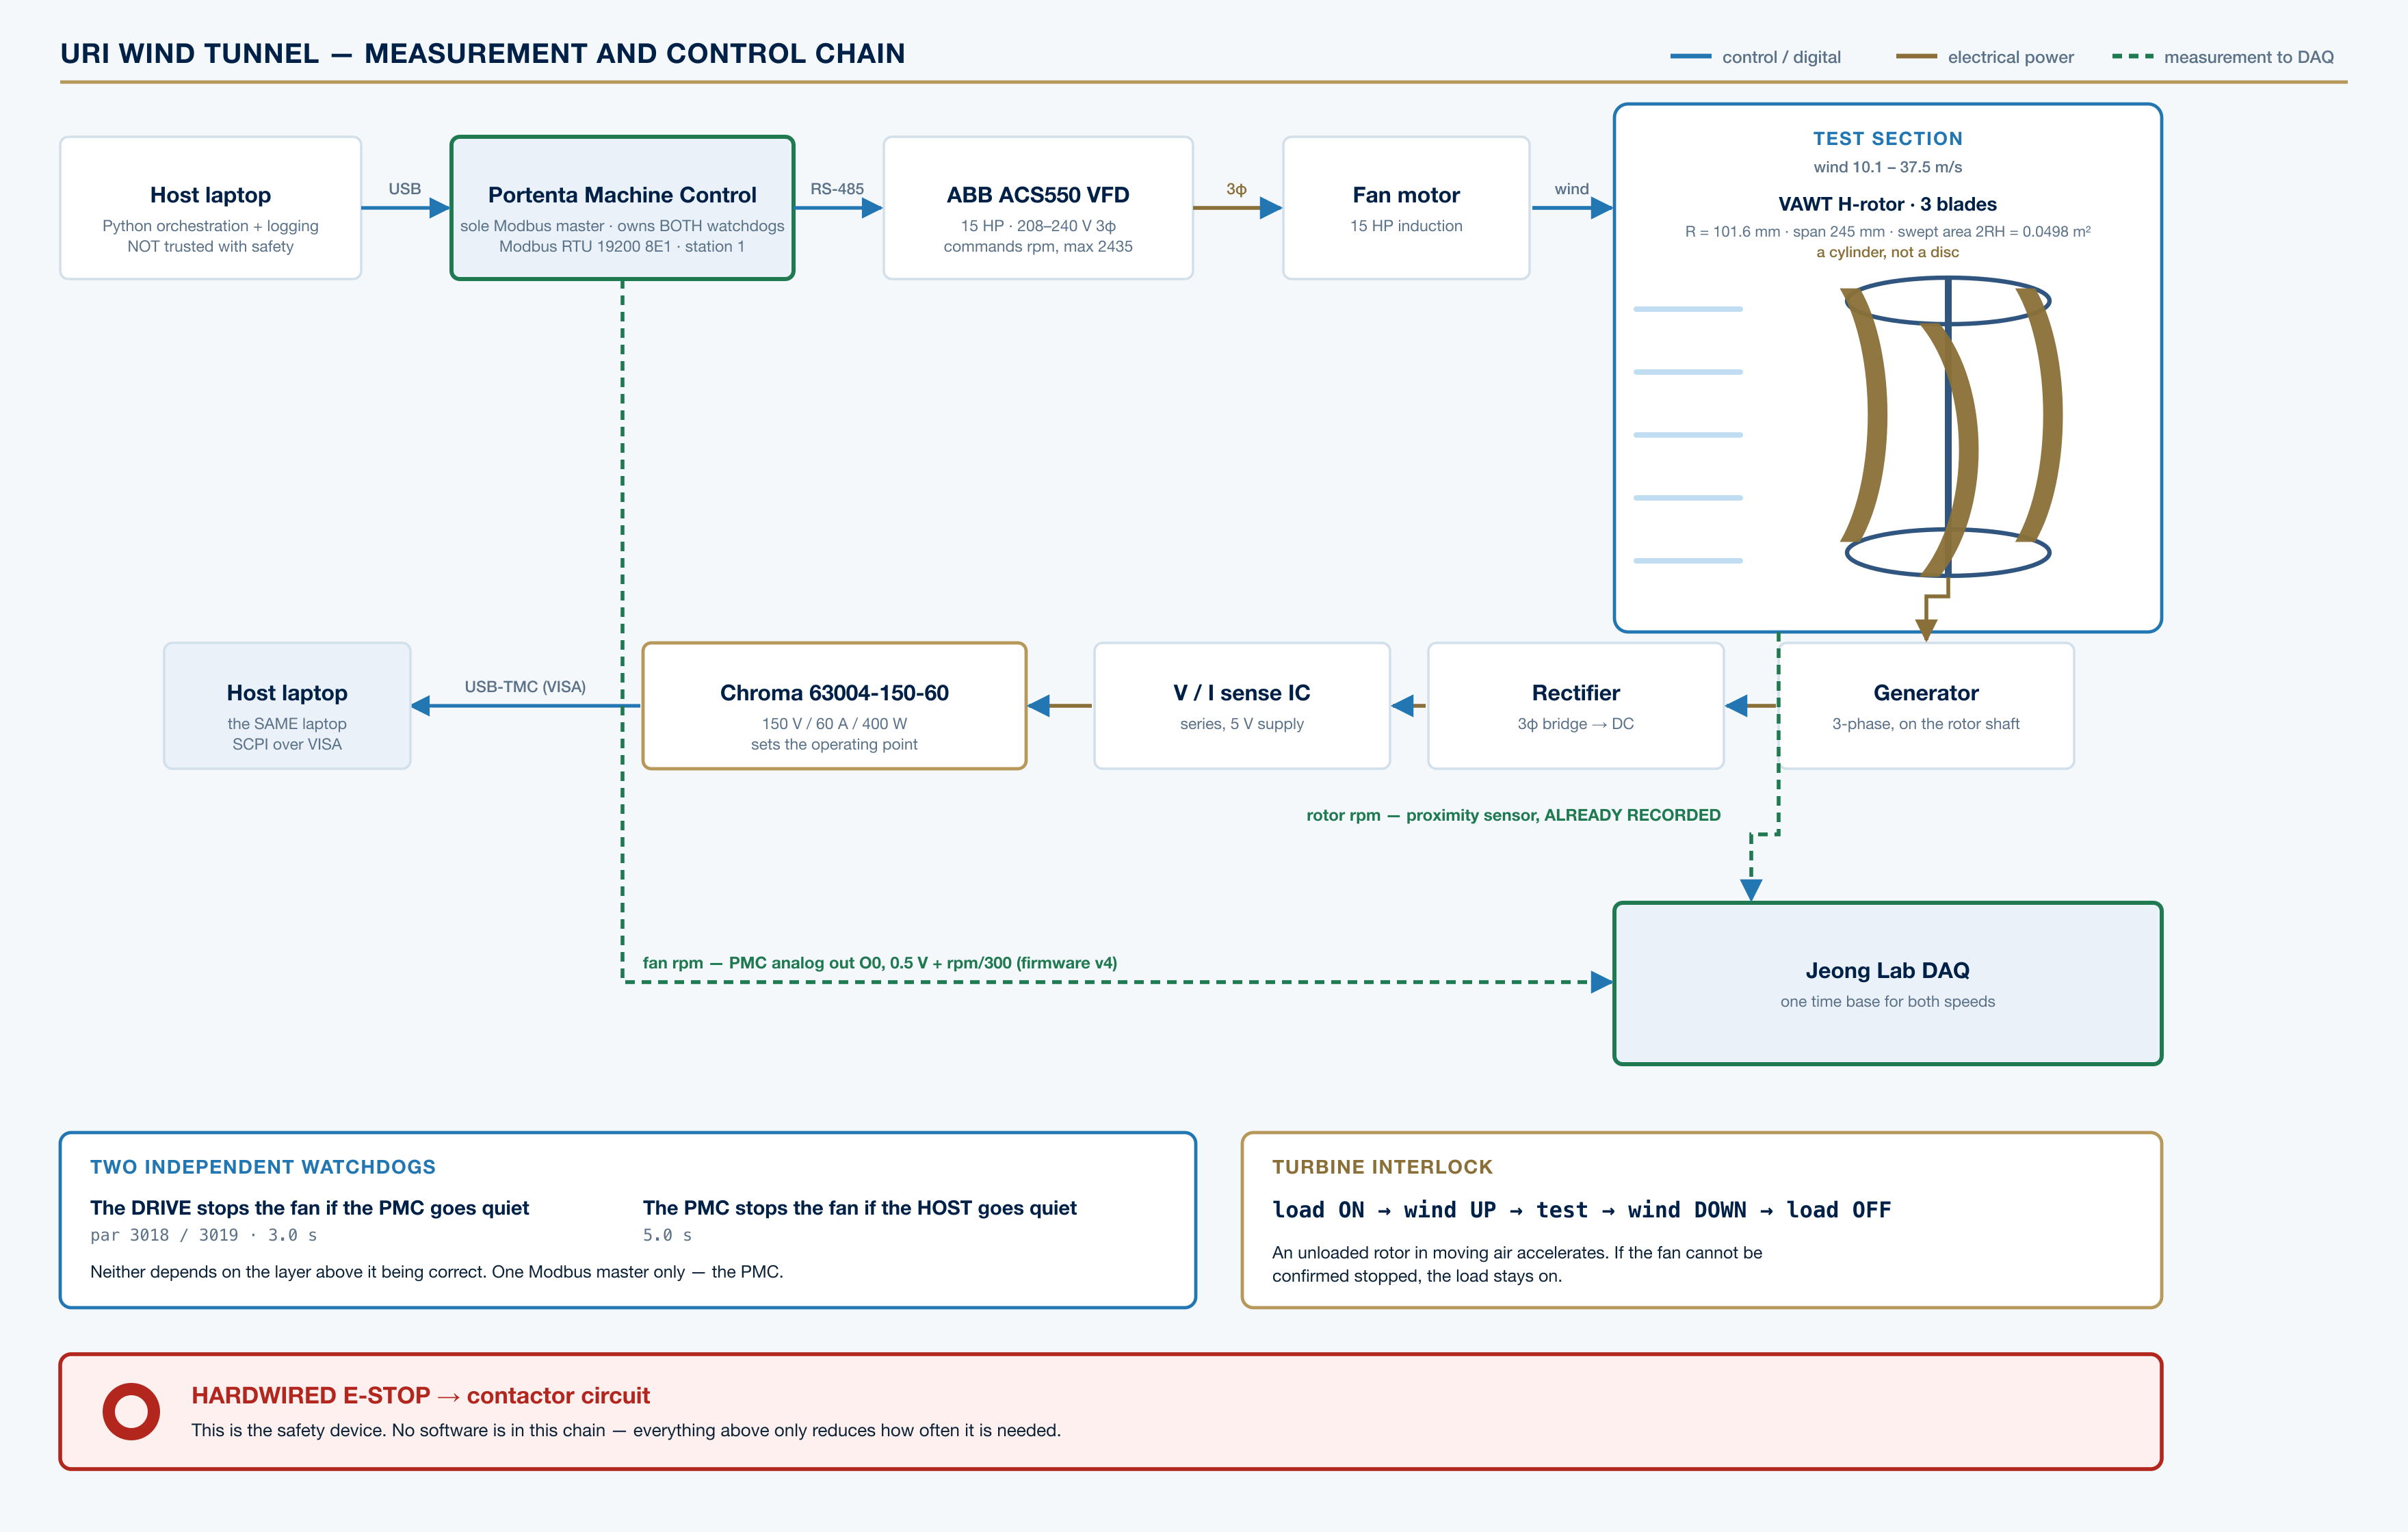 URI WIND TUNNEL — MEASUREMENT AND CONTROL CHAIN
control / digital
electrical power
measurement to DAQ
Host laptop
Python orchestration + logging
NOT trusted with safety
USB
Portenta Machine Control
sole Modbus master · owns BOTH watchdogs
Modbus RTU 19200 8E1 · station 1
RS-485
ABB ACS550 VFD
15 HP · 208–240 V 3ϕ
commands rpm, max 2435
3ϕ
Fan motor
15 HP induction
wind
TEST SECTION
wind 10.1 – 37.5 m/s
VAWT H-rotor · 3 blades
R = 101.6 mm · span 245 mm · swept area 2RH = 0.0498 m²
a cylinder, not a disc
Host laptop
the SAME laptop
SCPI over VISA
USB-TMC (VISA)
Chroma 63004-150-60
150 V / 60 A / 400 W
sets the operating point
V / I sense IC
series, 5 V supply
Rectifier
3ϕ bridge → DC
Generator
3-phase, on the rotor shaft
rotor rpm — proximity sensor, ALREADY RECORDED
fan rpm — PMC analog out O0, 0.5 V + rpm/300 (firmware v4)
Jeong Lab DAQ
one time base for both speeds
TWO INDEPENDENT WATCHDOGS
The DRIVE stops the fan if the PMC goes quiet
par 3018 / 3019 · 3.0 s
The PMC stops the fan if the HOST goes quiet
5.0 s
Neither depends on the layer above it being correct. One Modbus master only — the PMC.
TURBINE INTERLOCK
load ON → wind UP → test → wind DOWN → load OFF
An unloaded rotor in moving air accelerates. If the fan cannot be
confirmed stopped, the load stays on.
HARDWIRED E-STOP → contactor circuit
This is the safety device. No software is in this chain — everything above only reduces how often it is needed.